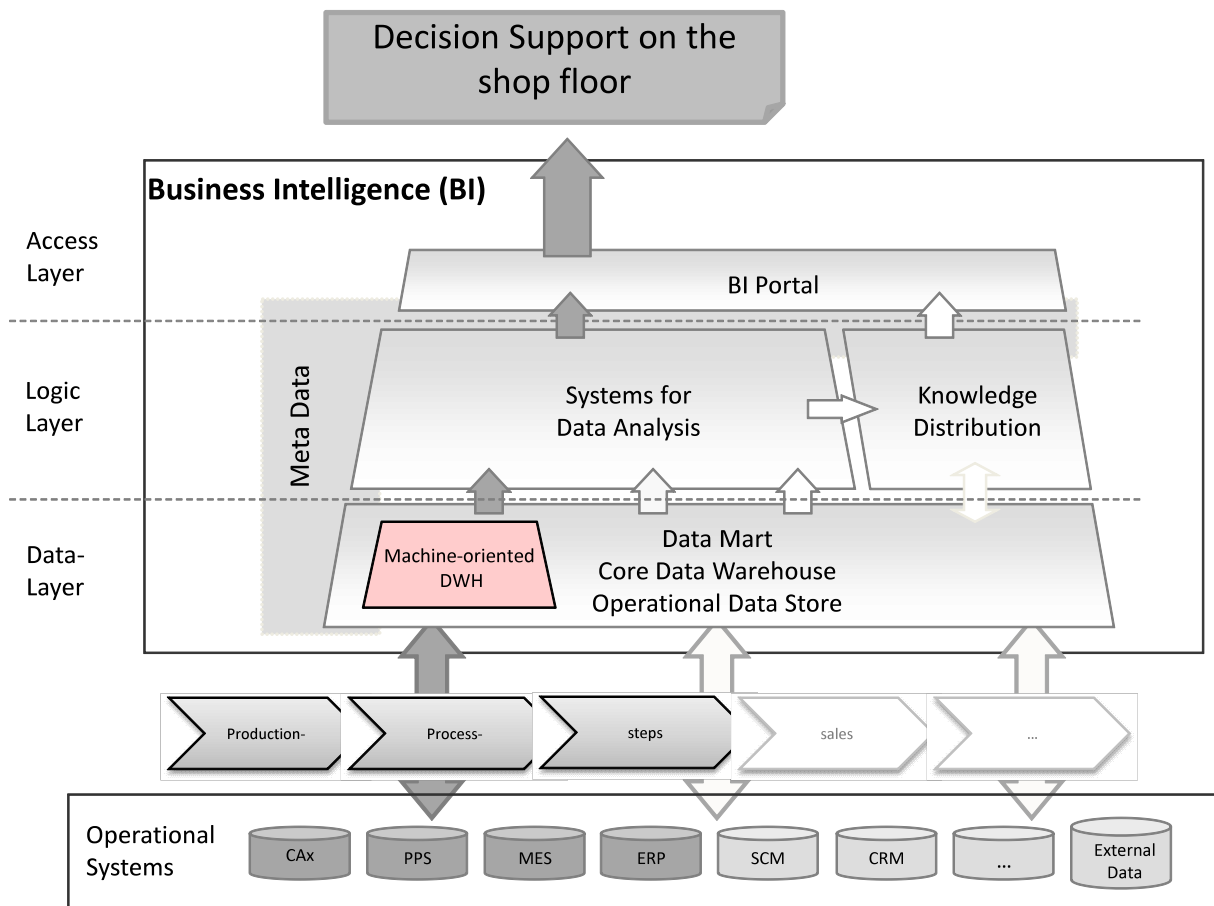 Decision Support on the
shop floor
Business Intelligence (BI)
Access
Layer
BI Portal
Logic
Layer
Meta Data
Systems for
Data Analysis
Knowledge
Distribution
Data-
Layer
Machine-oriented
DWH
Data Mart
Core Data Warehouse
Operational Data Store
Production-
Process-
steps
sales
...
Operational
Systems
CAx
PPS
MES
ERP
SCM
CRM
...
External
Data